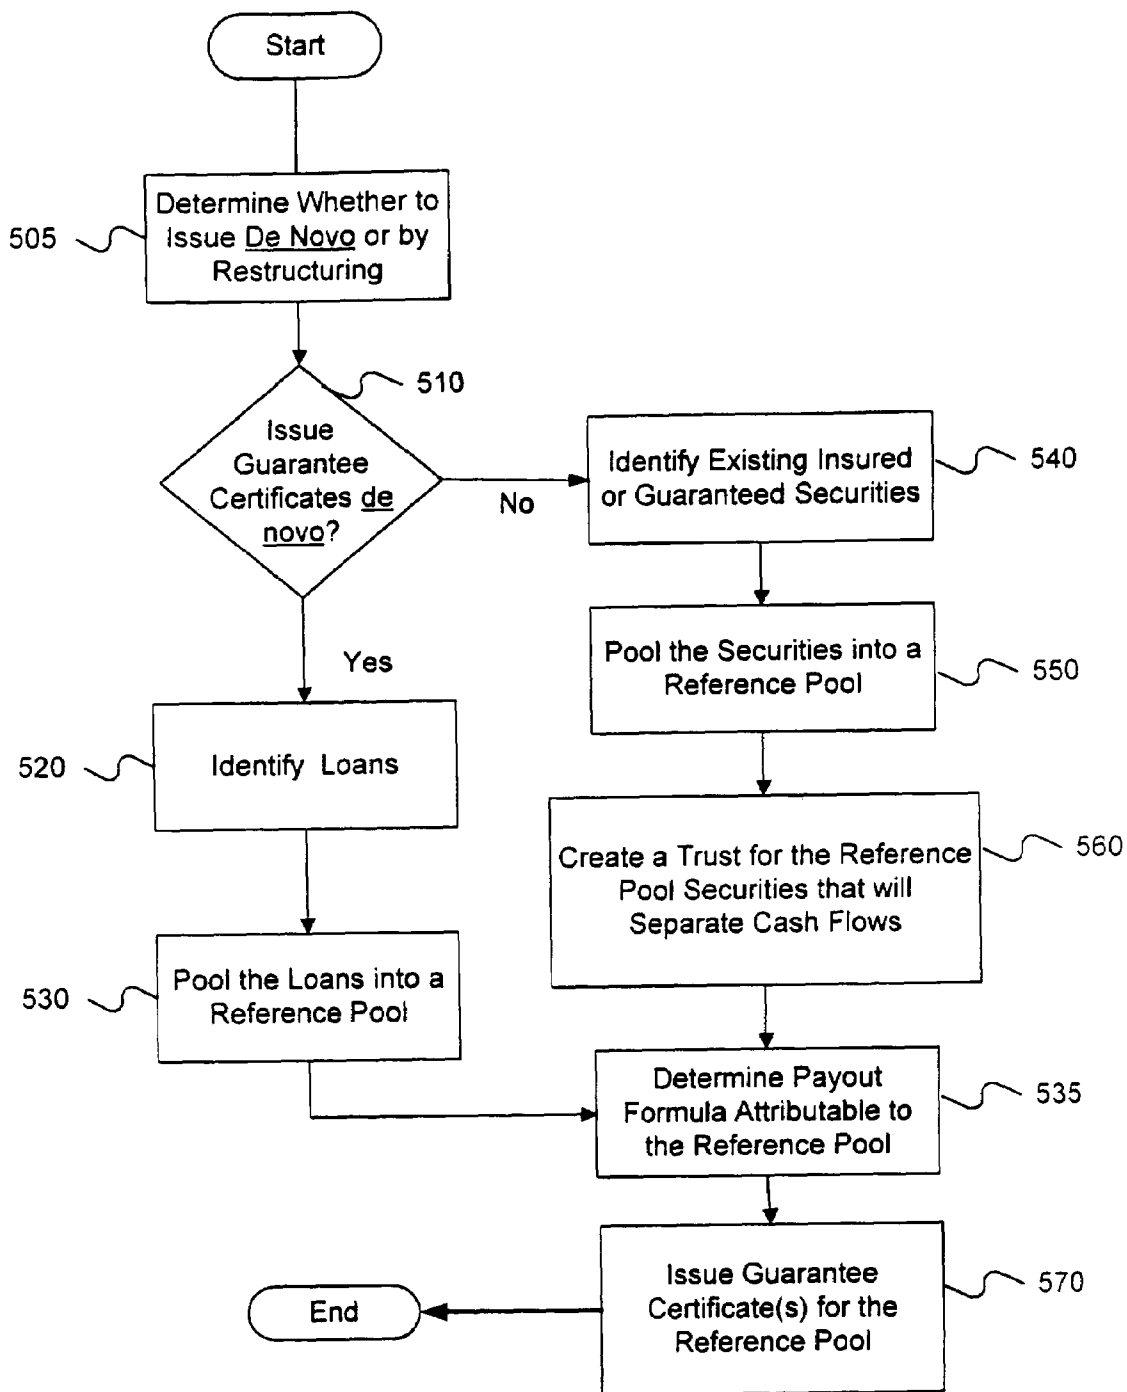 Start
505
Determine Whether to
Issue De Novo or by
Restructuring
510
Issue
Guarantee
Certificates de
novo?
No
Yes
540
Identify Existing Insured
or Guaranteed Securities
Pool the Securities into a
Reference Pool
550
520
Identify Loans
Create a Trust for the Reference
Pool Securities that will
Separate Cash Flows
560
530
Pool the Loans into a
Reference Pool
Determine Payout
Formula Attributable to
the Reference Pool
535
Issue Guarantee
Certificate(s) for the
Reference Pool
570
End